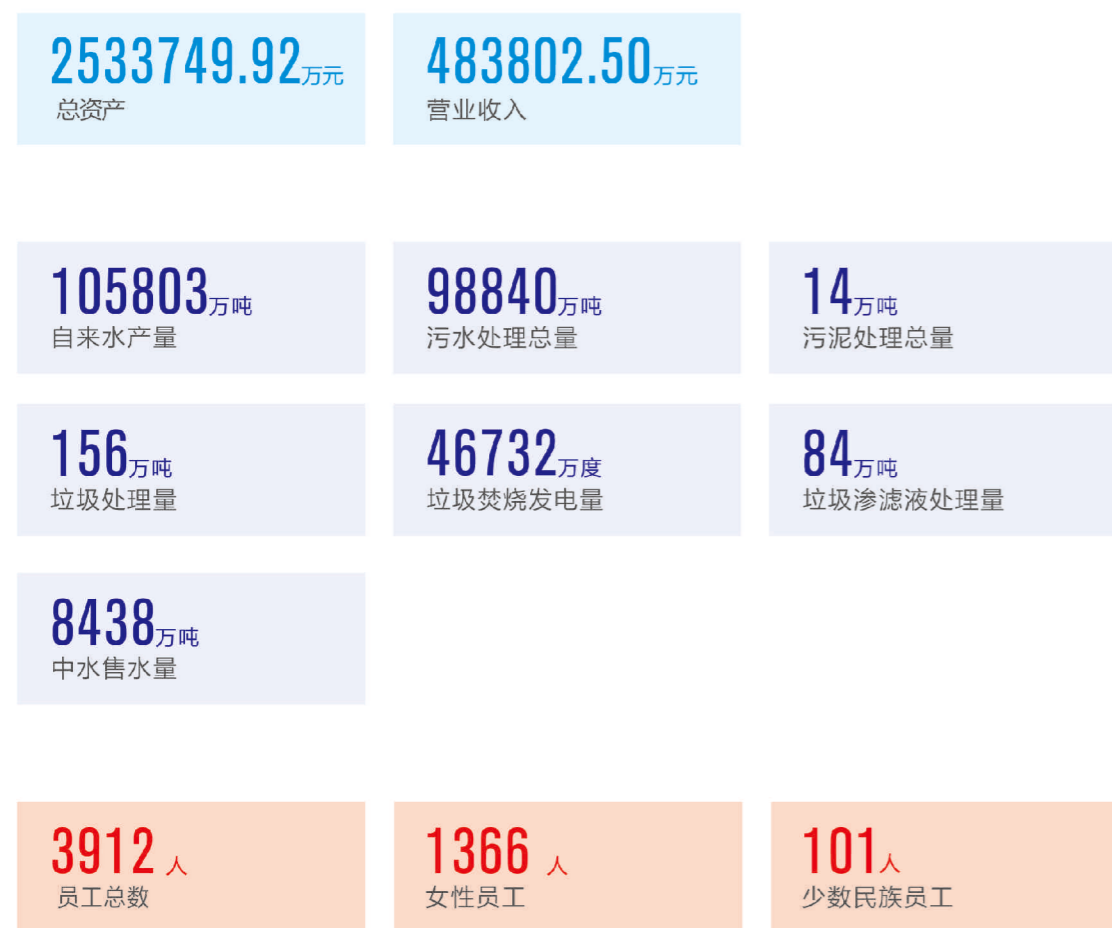 2533749.92万元
总资产
483802.50万元
营业收入
105803万吨
自来水产量
98840万吨
污水处理总量
14万吨
污泥处理总量
156万吨
垃圾处理量
46732万度
垃圾焚烧发电量
84万吨
垃圾渗滤液处理量
8438万吨
中水售水量
3912 人
员工总数
1366 人
女性员工
101人
少数民族员工